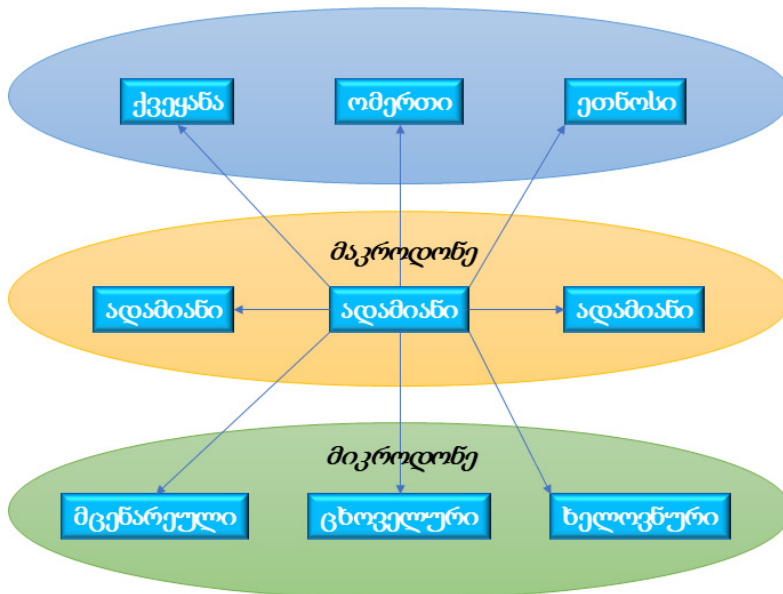 ქვეყანა ომერთი ეთნოსი
მაკროდონე
ადამიანი ადამიანი ადამიანი
მიკროდონე
მცენარეული ცხოველური ხელოვნური